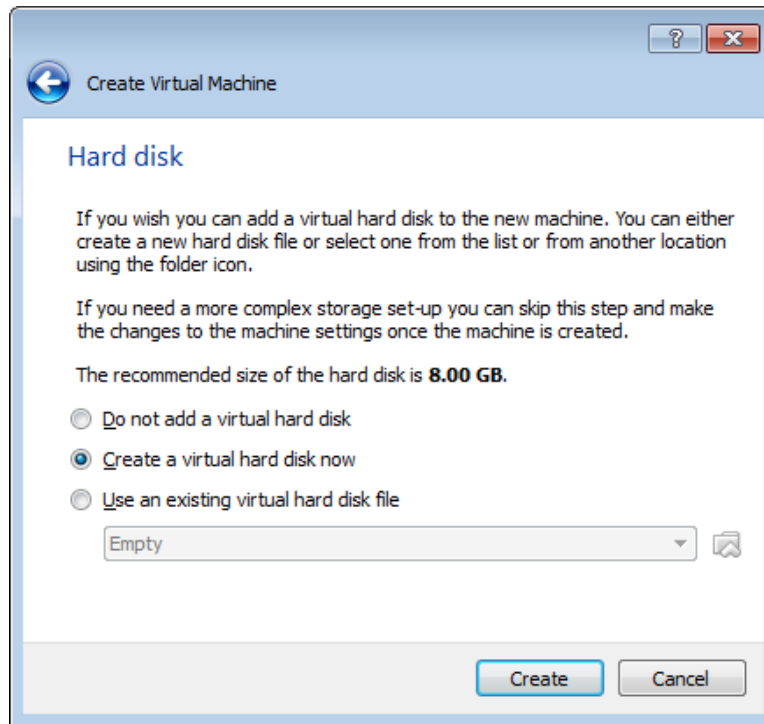 Create Virtual Machine
Hard disk
If you wish you can add a virtual hard disk to the new machine. You can either
create a new hard disk file or select one from the list or from another location
using the folder icon.
If you need a more complex storage set-up you can skip this step and make
the changes to the machine settings once the machine is created.
The recommended size of the hard disk is 8.00 GB.
Do not add a virtual hard disk
Create a virtual hard disk now
Use an existing virtual hard disk file
Empty
Create Cancel